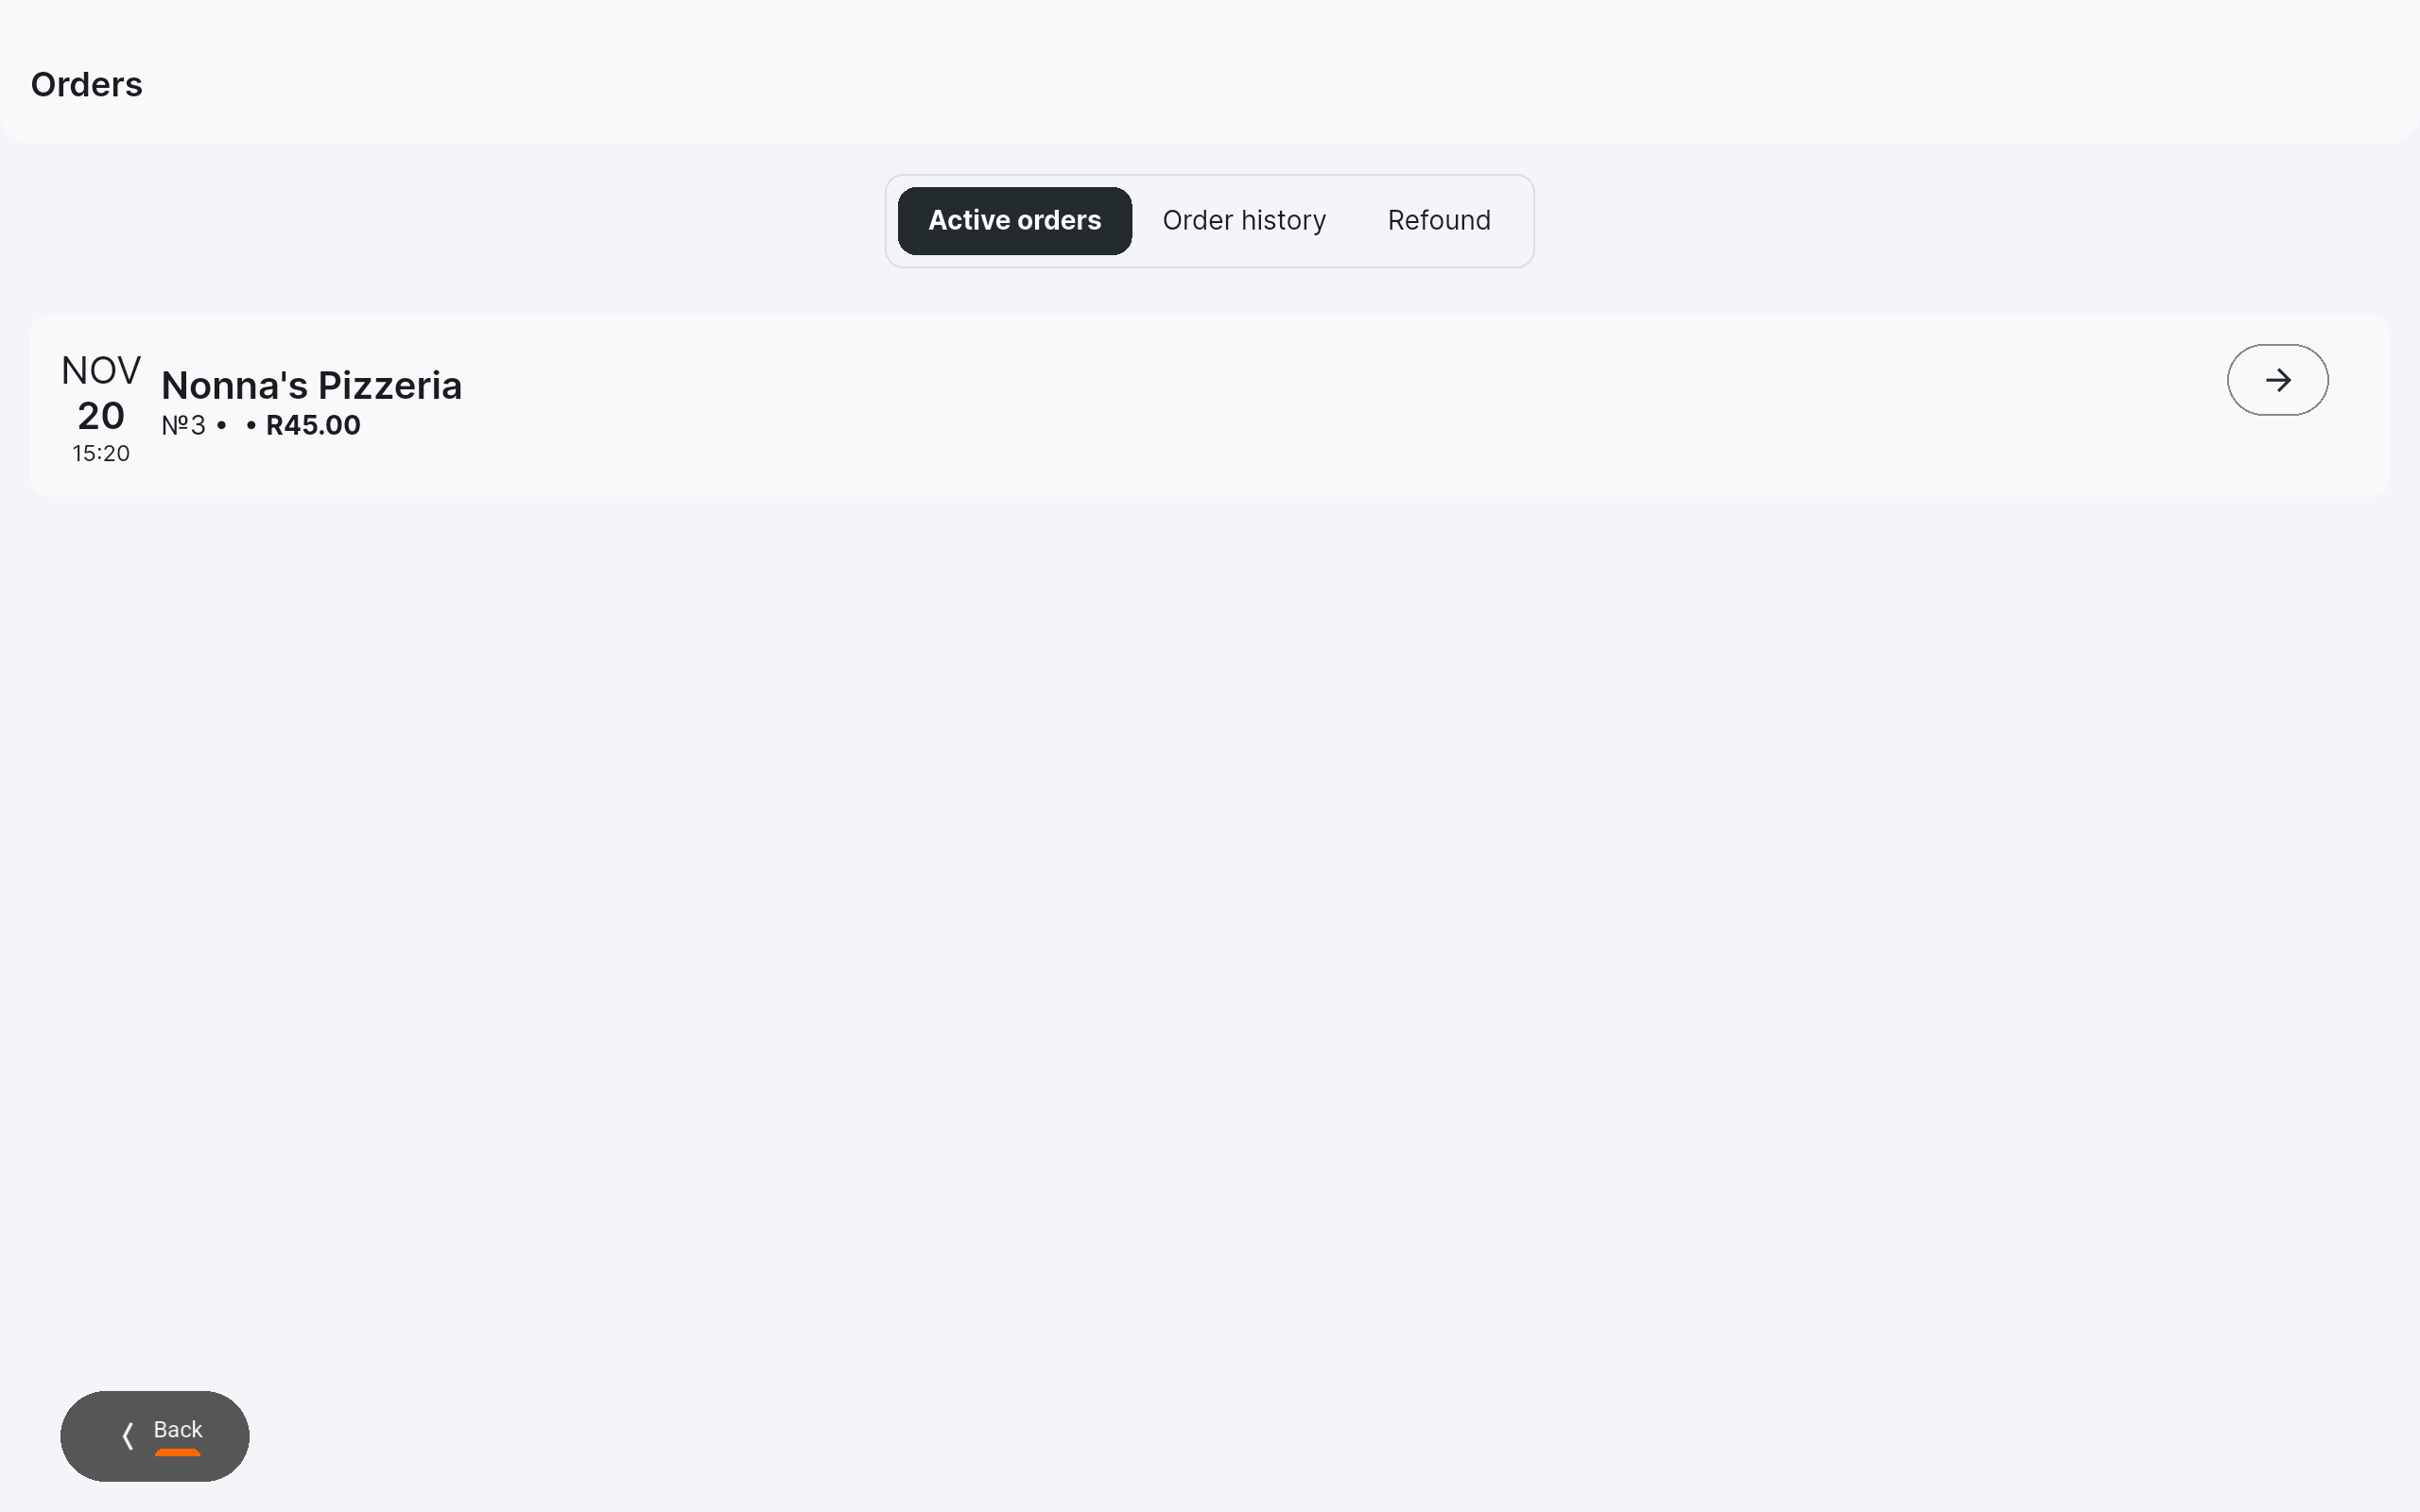 Orders
Active orders
Order history
Refound
NOV
20
15:20
Nonna's Pizzeria
№3 •  • R45.00
Back